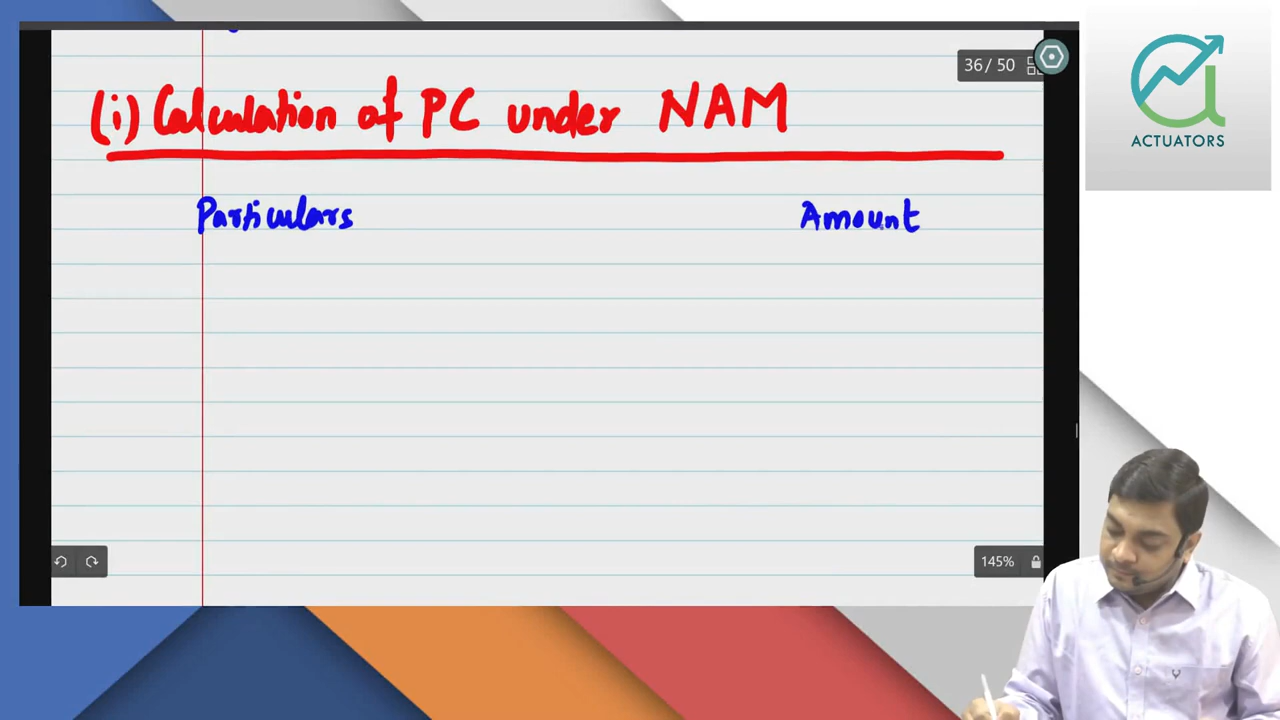 36 / 50
(i) Calculation of PC under NAM
ACTUATORS
Particulars Amount
145%